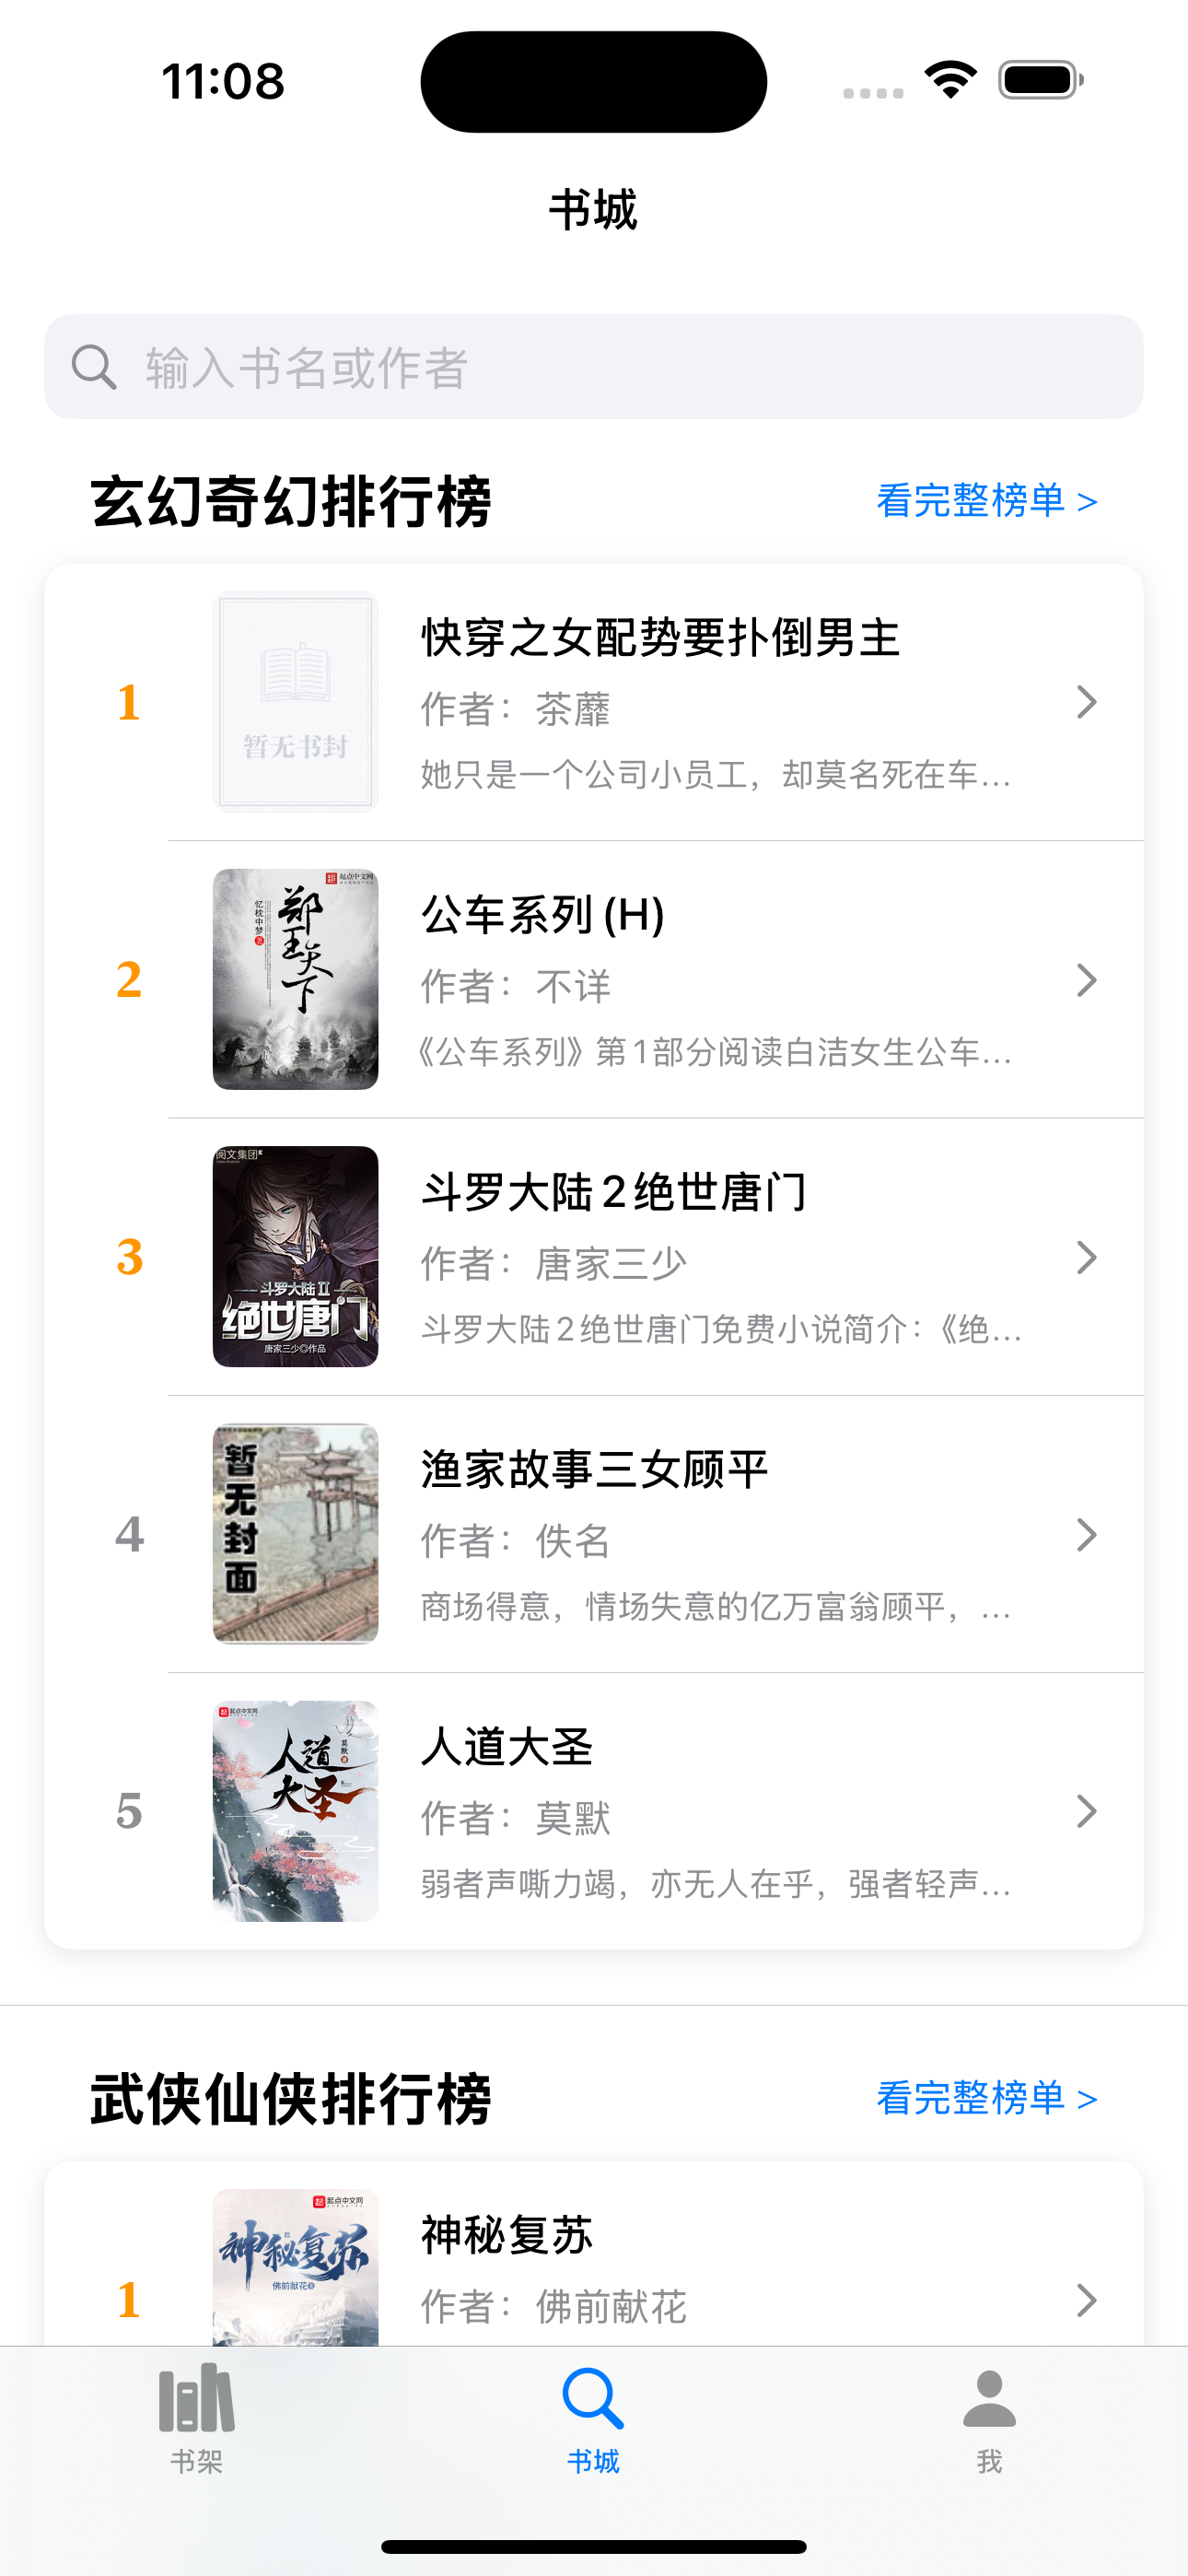 11:08
书城
输入书名或作者
玄幻奇幻排行榜
看完整榜单 >
1
暂无书封
快穿之女配势要扑倒男主
作者：茶蘼
她只是一个公司小员工，却莫名死在车...
2
起点中文网
郑王天下
忆枕中梦
公车系列(H)
作者：不详
《公车系列》第1部分阅读白洁女生公车...
3
阅文集团
斗罗大陆II
绝世唐门
唐家三少◎作品
斗罗大陆2绝世唐门
作者：唐家三少
斗罗大陆2绝世唐门免费小说简介：《绝...
4
暂无封面
渔家故事三女顾平
作者：佚名
商场得意，情场失意的亿万富翁顾平，...
5
起点中文网
人道大圣
莫默
人道大圣
作者：莫默
弱者声嘶力竭，亦无人在乎，强者轻声...
武侠仙侠排行榜
看完整榜单 >
1
起点中文网
神秘复苏
佛前献花
神秘复苏
作者：佛前献花
书架
书城
我